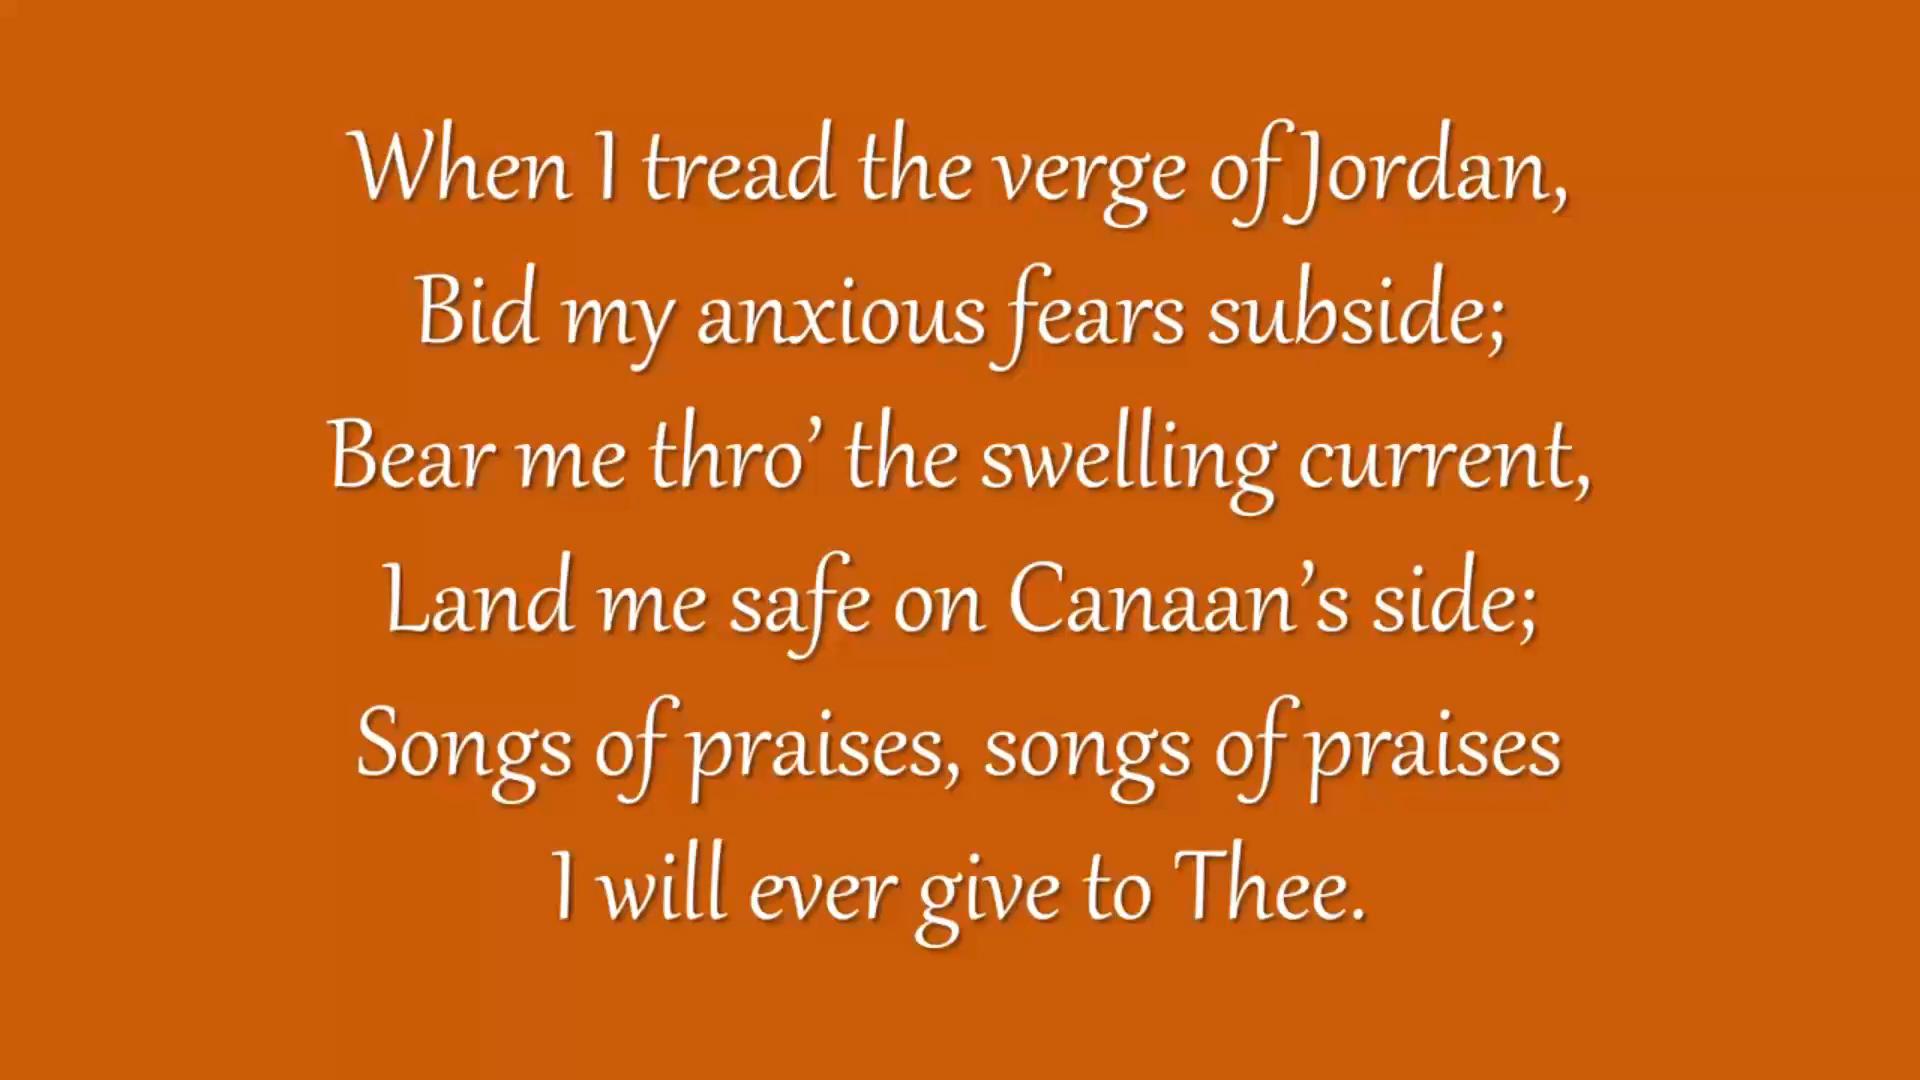 When I tread the verge of Jordan,
Bid my anxious fears subside;
Bear me thro’ the swelling current,
Land me safe on Canaan’s side;
Songs of praises, songs of praises
I will ever give to Thee.